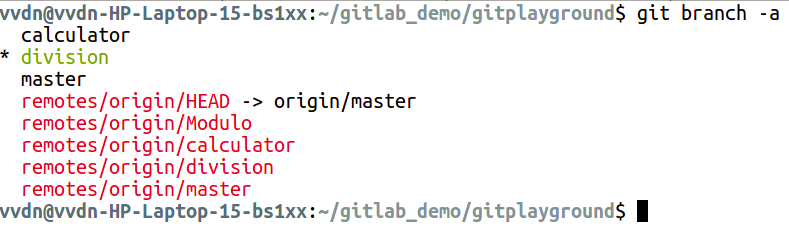 vvdn@vvdn-HP-Laptop-15-bs1xx:~/gitlab_demo/gitplayground$ git branch -a
  calculator
* division
  master
  remotes/origin/HEAD -> origin/master
  remotes/origin/Modulo
  remotes/origin/calculator
  remotes/origin/division
  remotes/origin/master
vvdn@vvdn-HP-Laptop-15-bs1xx:~/gitlab_demo/gitplayground$